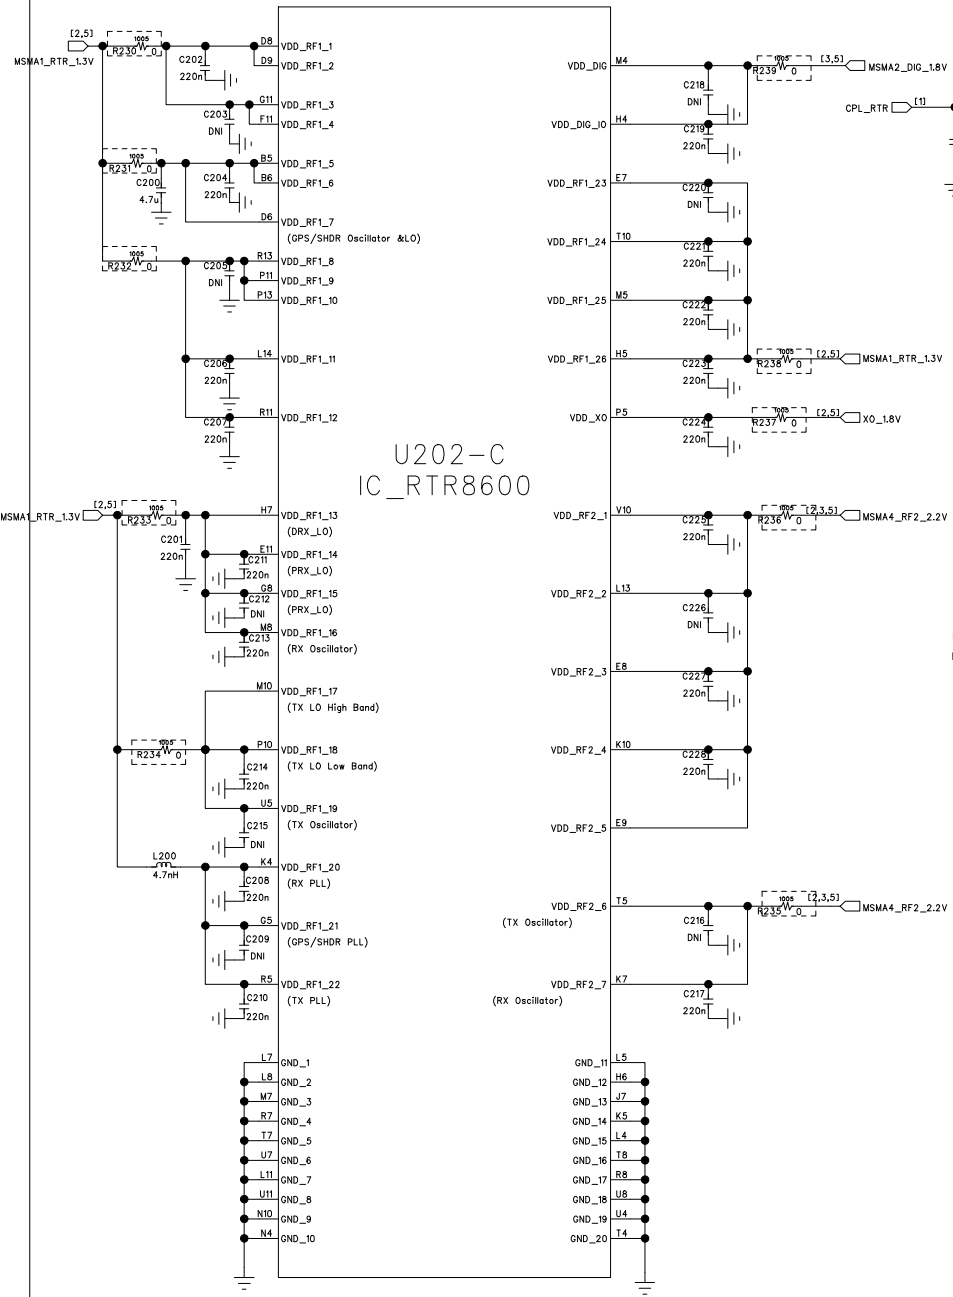 [2,5]
MSMA1_RTR_1.3V
1005
R230 0
C202
220n
D8 VDD_RF1_1
D9 VDD_RF1_2
C203
DNI
G11 VDD_RF1_3
F11 VDD_RF1_4
1005
R231 0
C200
4.7u
C204
220n
B5 VDD_RF1_5
B6 VDD_RF1_6
D6 VDD_RF1_7
(GPS/SHDR Oscillator &LO)
1005
R232 0
C205
DNI
R13 VDD_RF1_8
P11 VDD_RF1_9
P13 VDD_RF1_10
C206
220n
L14 VDD_RF1_11
C207
220n
R11 VDD_RF1_12
U202-C
IC_RTR8600
[2,5]
MSMA1_RTR_1.3V
1005
R233 0
C201
220n
H7 VDD_RF1_13
(DRX_LO)
E11 VDD_RF1_14
C211
220n
(PRX_LO)
G8 VDD_RF1_15
C212
DNI
(PRX_LO)
M8 VDD_RF1_16
C213
220n
(RX Oscillator)
M10 VDD_RF1_17
(TX LO High Band)
1005
R234 0
P10 VDD_RF1_18
C214
220n
(TX LO Low Band)
U5 VDD_RF1_19
C215
DNI
(TX Oscillator)
L200
4.7nH
K4 VDD_RF1_20
C208
220n
(RX PLL)
G5 VDD_RF1_21
C209
DNI
(GPS/SHDR PLL)
R5 VDD_RF1_22
C210
220n
(TX PLL)
L7 GND_1
L8 GND_2
M7 GND_3
R7 GND_4
T7 GND_5
U7 GND_6
L11 GND_7
U11 GND_8
N10 GND_9
N4 GND_10
VDD_DIG M4
C218
DNI
1005
R239 0
[3,5]
MSMA2_DIG_1.8V
CPL_RTR [1]
VDD_DIG_IO H4
C219
220n
VDD_RF1_23 E7
C220
DNI
VDD_RF1_24 T10
C221
220n
VDD_RF1_25 M5
C222
220n
VDD_RF1_26 H5
C223
220n
1005
R238 0
[2,5]
MSMA1_RTR_1.3V
VDD_XO P5
C224
220n
1005
R237 0
[2,5]
XO_1.8V
VDD_RF2_1 V10
C225
220n
1005
R236 0
[2,3,5]
MSMA4_RF2_2.2V
VDD_RF2_2 L13
C226
DNI
VDD_RF2_3 E8
C227
220n
VDD_RF2_4 K10
C228
220n
VDD_RF2_5 E9
VDD_RF2_6 T5
(TX Oscillator)
C216
DNI
1005
R235 0
[2,3,5]
MSMA4_RF2_2.2V
VDD_RF2_7 K7
(RX Oscillator)
C217
220n
GND_11 L5
GND_12 H6
GND_13 J7
GND_14 K5
GND_15 L4
GND_16 T8
GND_17 R8
GND_18 U8
GND_19 U4
GND_20 T4